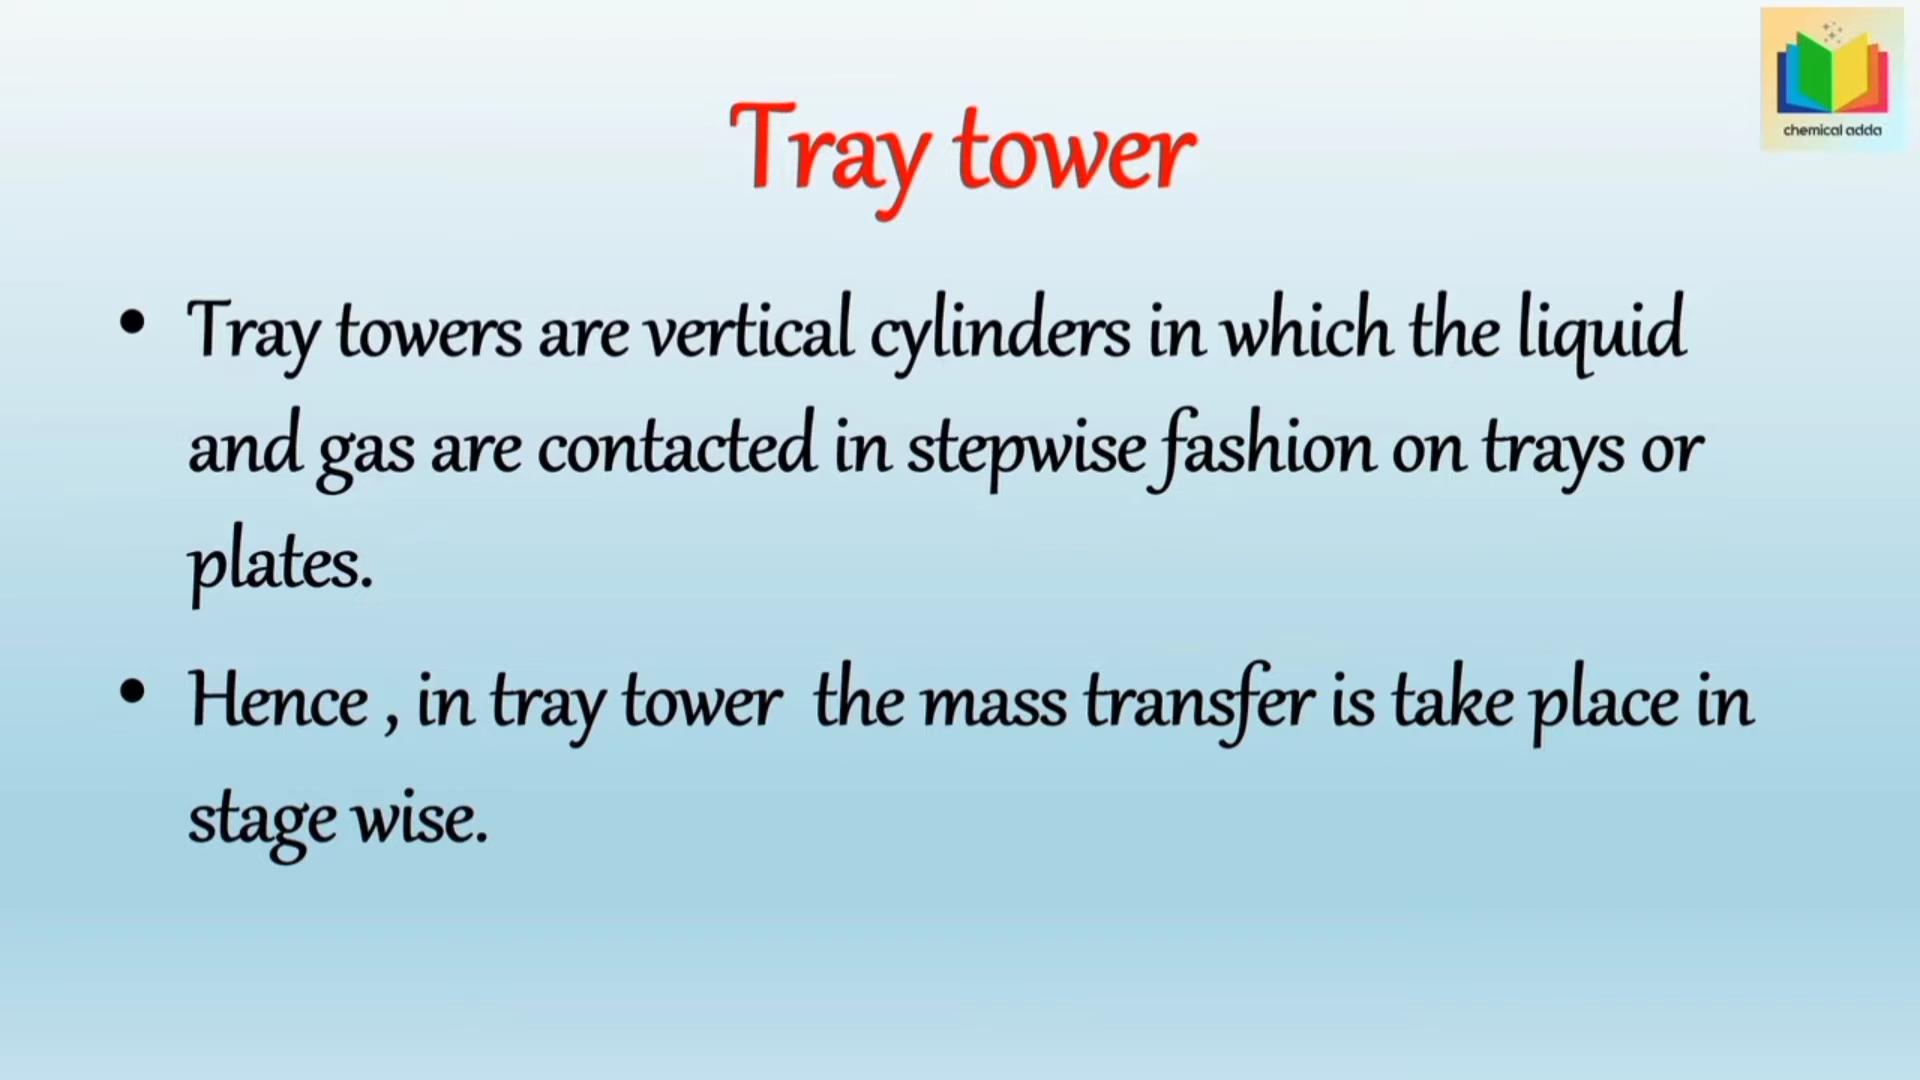 chemical adda
Tray tower
• Tray towers are vertical cylinders in which the liquid
and gas are contacted in stepwise fashion on trays or
plates.
• Hence , in tray tower  the mass transfer is take place in
stage wise.